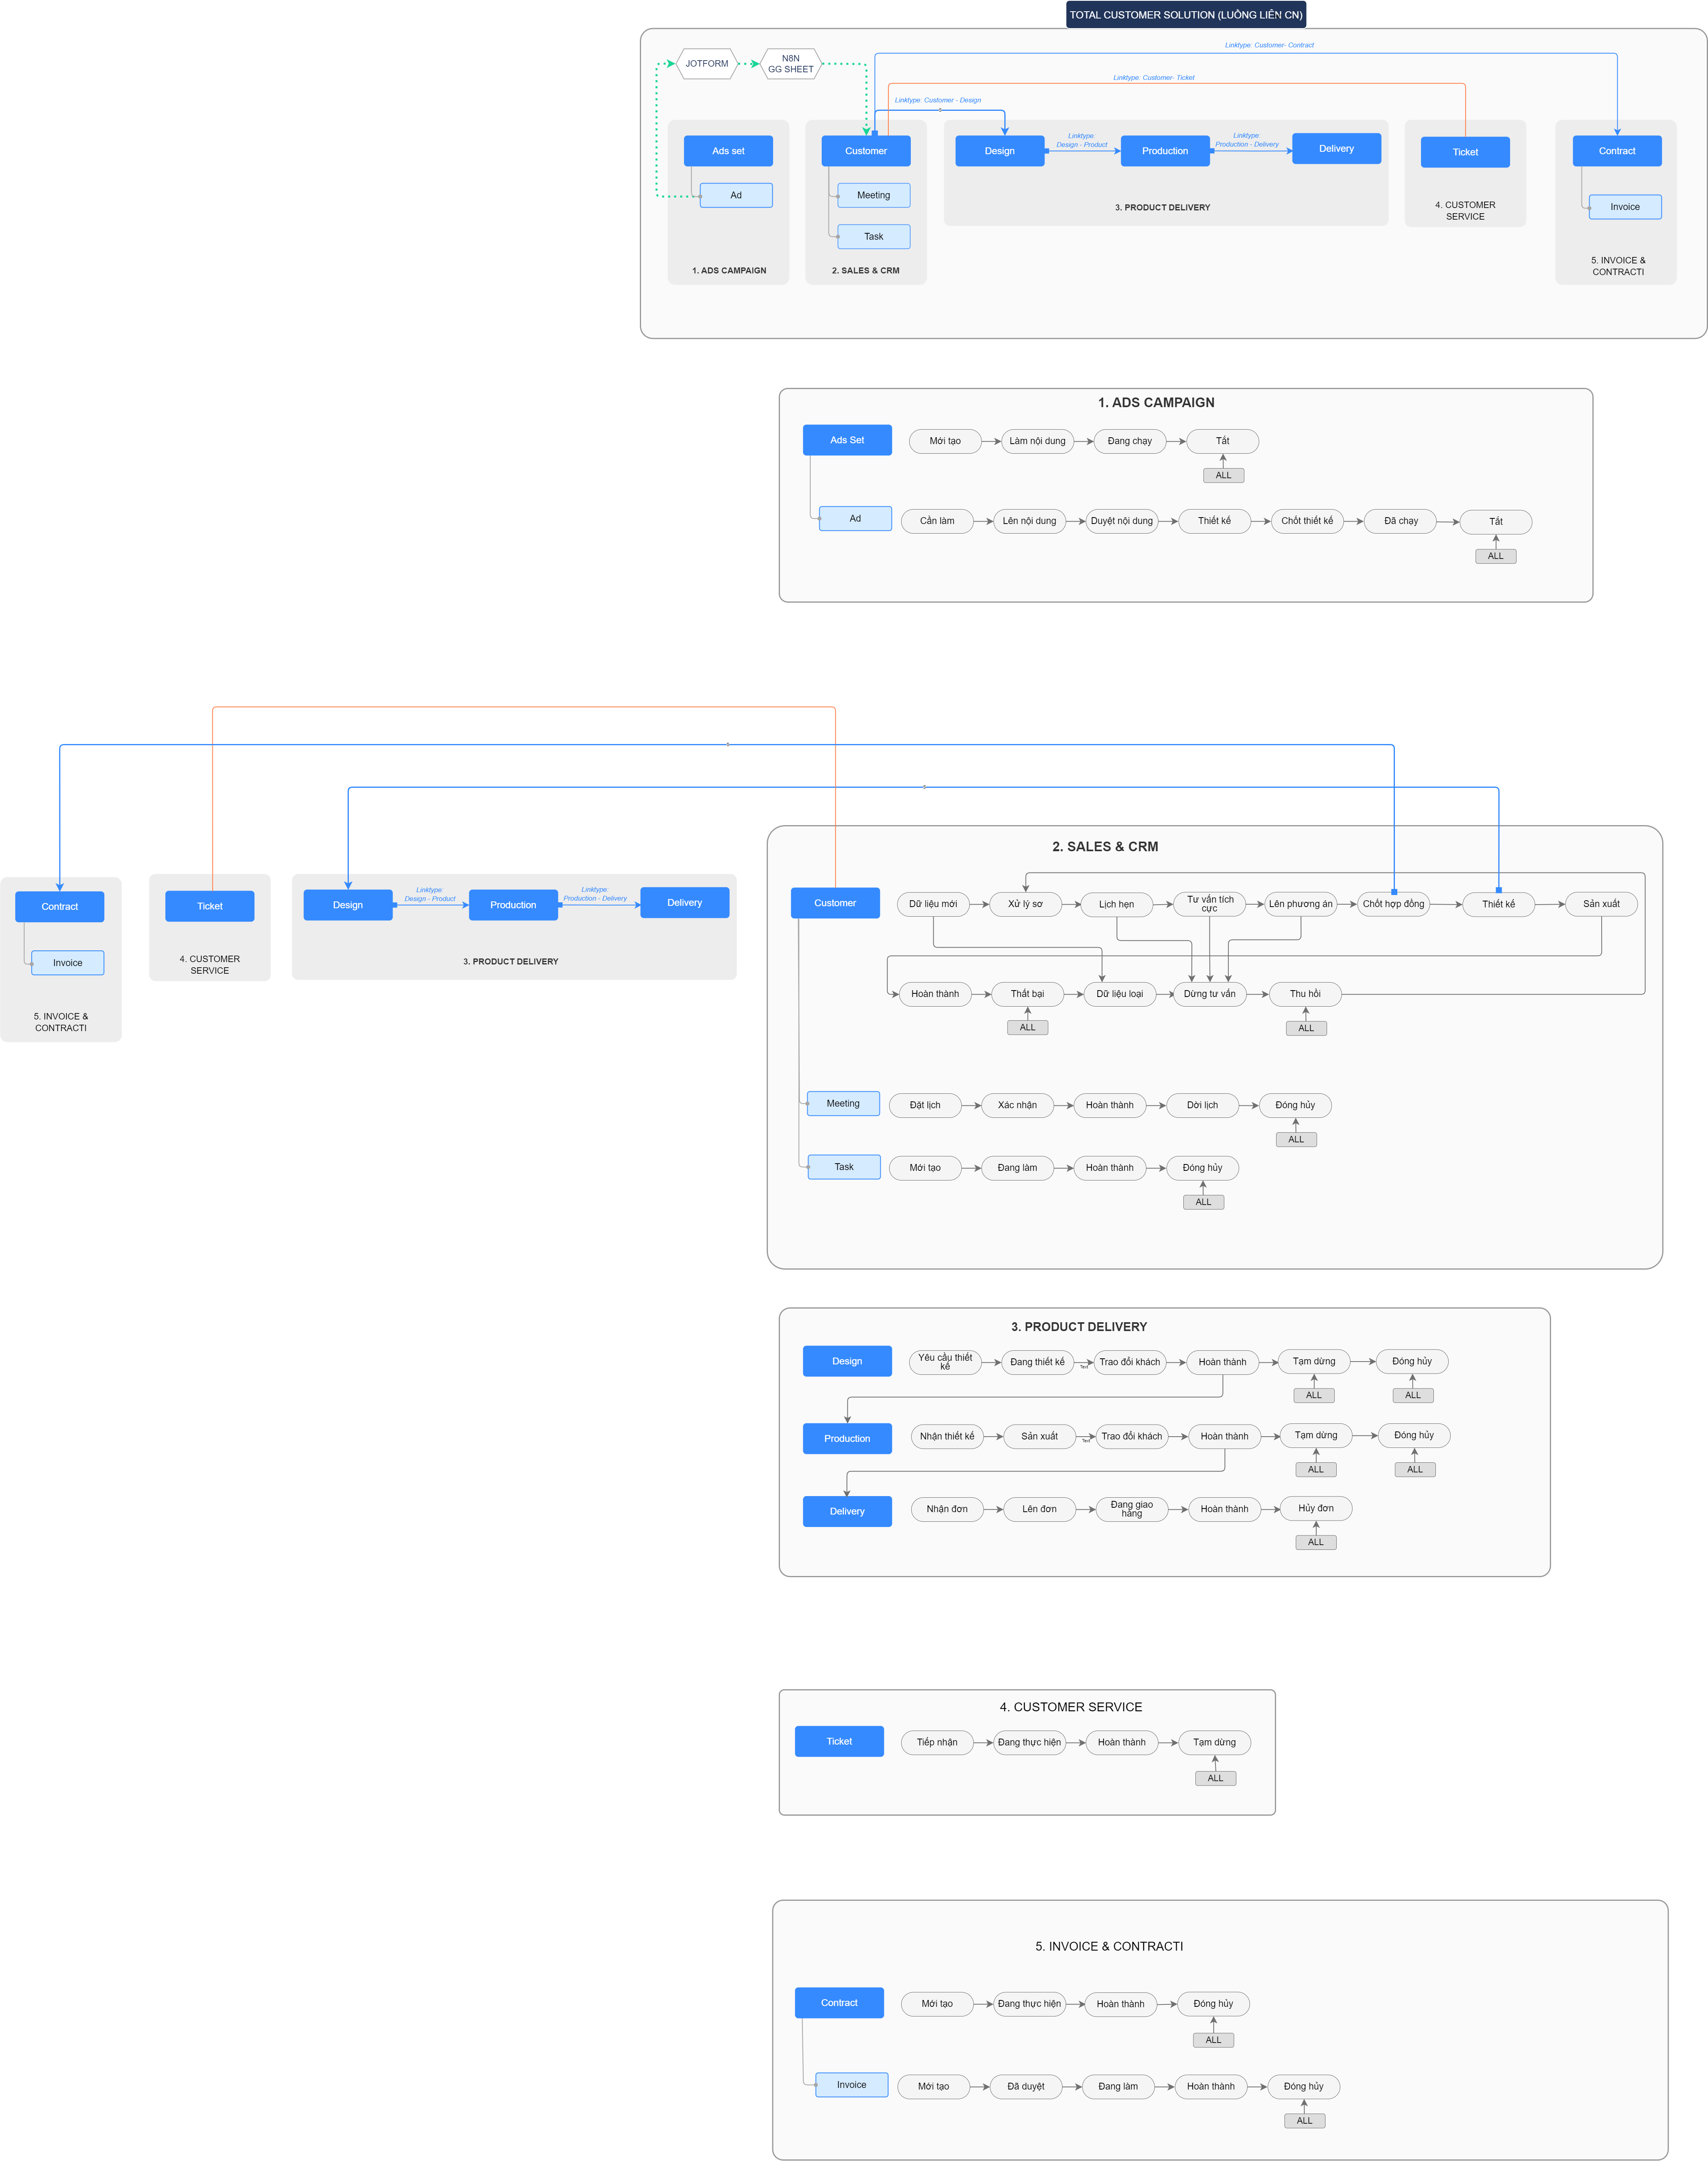 TOTAL CUSTOMER SOLUTION (LUỒNG LIÊN CN)
Linktype: Customer- Contract
JOTFORM
N8N
GG SHEET
Linktype: Customer- Ticket
Linktype: Customer - Design
Ads set
Customer
Design
Linktype:
Design - Product
Production
Linktype:
Production - Delivery
Delivery
Ticket
Contract
Ad
Meeting
Task
Invoice
3. PRODUCT DELIVERY
4. CUSTOMER
SERVICE
1. ADS CAMPAIGN
2. SALES & CRM
5. INVOICE &
CONTRACTI
1. ADS CAMPAIGN
Ads Set
Mới tạo
Làm nội dung
Đang chạy
Tắt
ALL
Ad
Cần làm
Lên nội dung
Duyệt nội dung
Thiết kế
Chốt thiết kế
Đã chạy
Tắt
ALL
Contract
Invoice
5. INVOICE &
CONTRACTI
Ticket
4. CUSTOMER
SERVICE
Design
Linktype:
Design - Product
Production
Linktype:
Production - Delivery
Delivery
3. PRODUCT DELIVERY
2. SALES & CRM
Customer
Dữ liệu mới
Xử lý sơ
Lịch hẹn
Tư vấn tích
cực
Lên phương án
Chốt hợp đồng
Thiết kế
Sản xuất
Hoàn thành
Thất bại
Dữ liệu loại
Dừng tư vấn
Thu hồi
ALL
ALL
Meeting
Đặt lịch
Xác nhận
Hoàn thành
Dời lịch
Đóng hủy
ALL
Task
Mới tạo
Đang làm
Hoàn thành
Đóng hủy
ALL
3. PRODUCT DELIVERY
Design
Yêu cầu thiết
kế
Đang thiết kế
Text
Trao đổi khách
Hoàn thành
Tạm dừng
Đóng hủy
ALL
ALL
Production
Nhận thiết kế
Sản xuất
Text
Trao đổi khách
Hoàn thành
Tạm dừng
Đóng hủy
ALL
ALL
Delivery
Nhận đơn
Lên đơn
Đang giao
hàng
Hoàn thành
Hủy đơn
ALL
4. CUSTOMER SERVICE
Ticket
Tiếp nhận
Đang thực hiện
Hoàn thành
Tạm dừng
ALL
5. INVOICE & CONTRACTI
Contract
Mới tạo
Đang thực hiện
Hoàn thành
Đóng hủy
ALL
Invoice
Mới tạo
Đã duyệt
Đang làm
Hoàn thành
Đóng hủy
ALL